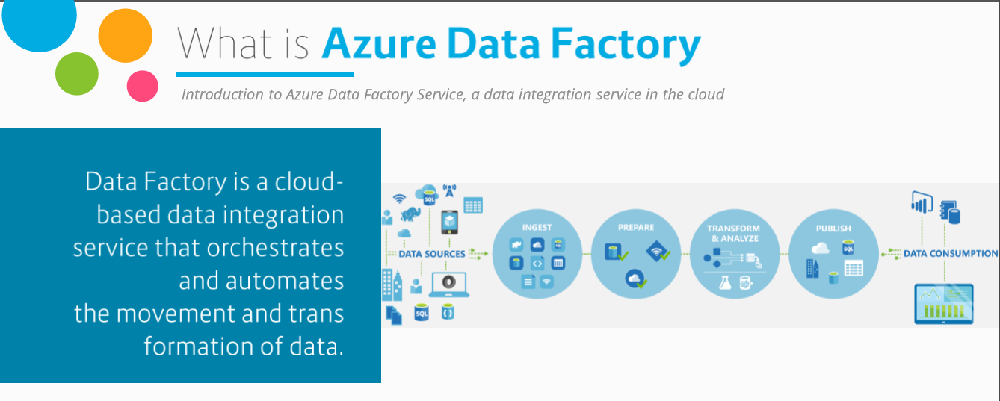 What is Azure Data Factory
Introduction to Azure Data Factory Service, a data integration service in the cloud
Data Factory is a cloud-
based data integration
service that orchestrates
and automates
the movement and trans
formation of data.
DATA SOURCES
SQL
SQL
INGEST
PREPARE
TRANSFORM
& ANALYZE
PUBLISH
SQL
DATA CONSUMPTION